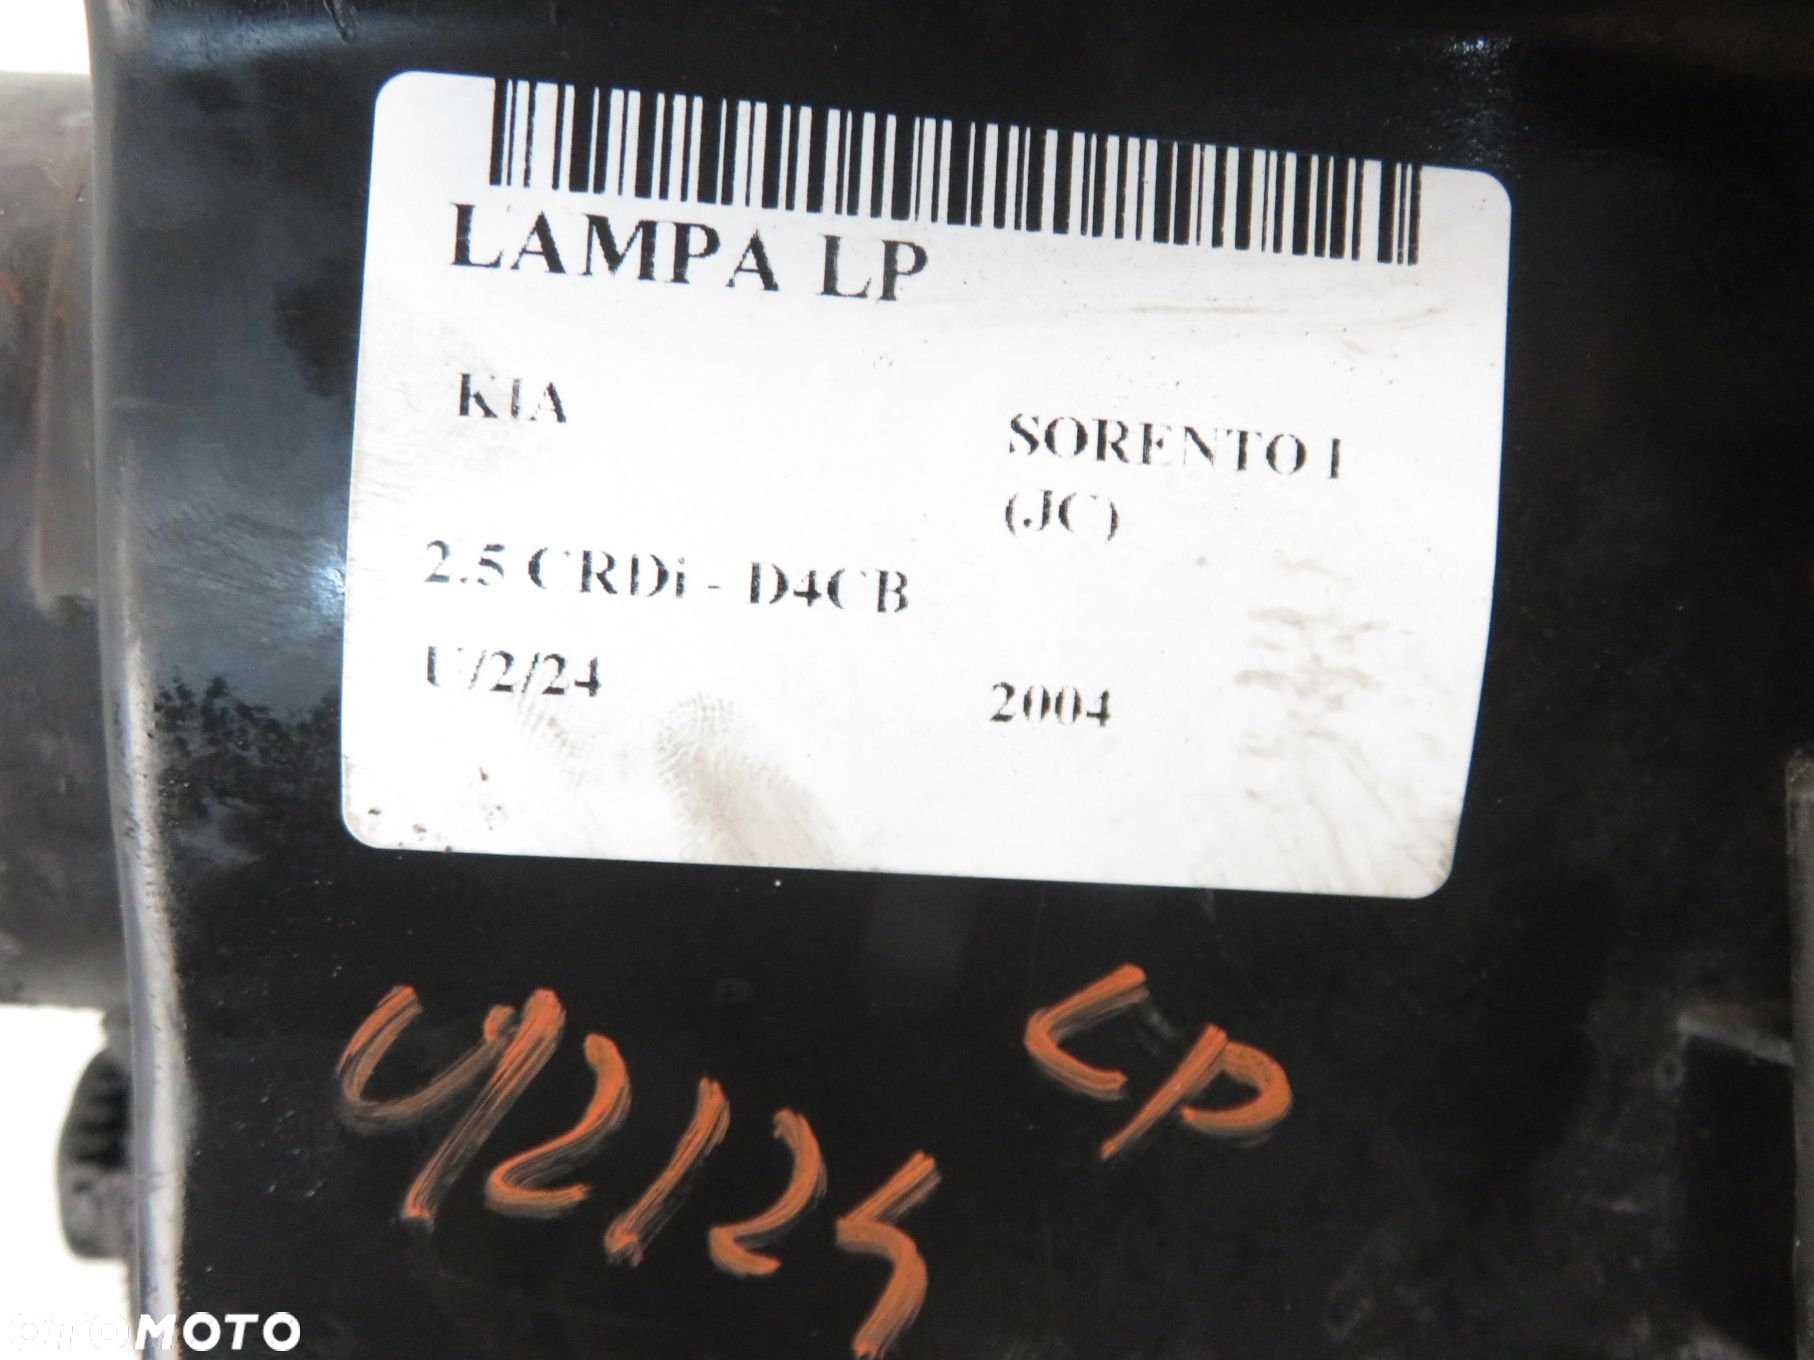 LAMPA LP
KIA
SORENTO I
(JC)
2.5 CRDi - D4CB
U/2/24
2004
LP
U/2/24
OTOMOTO